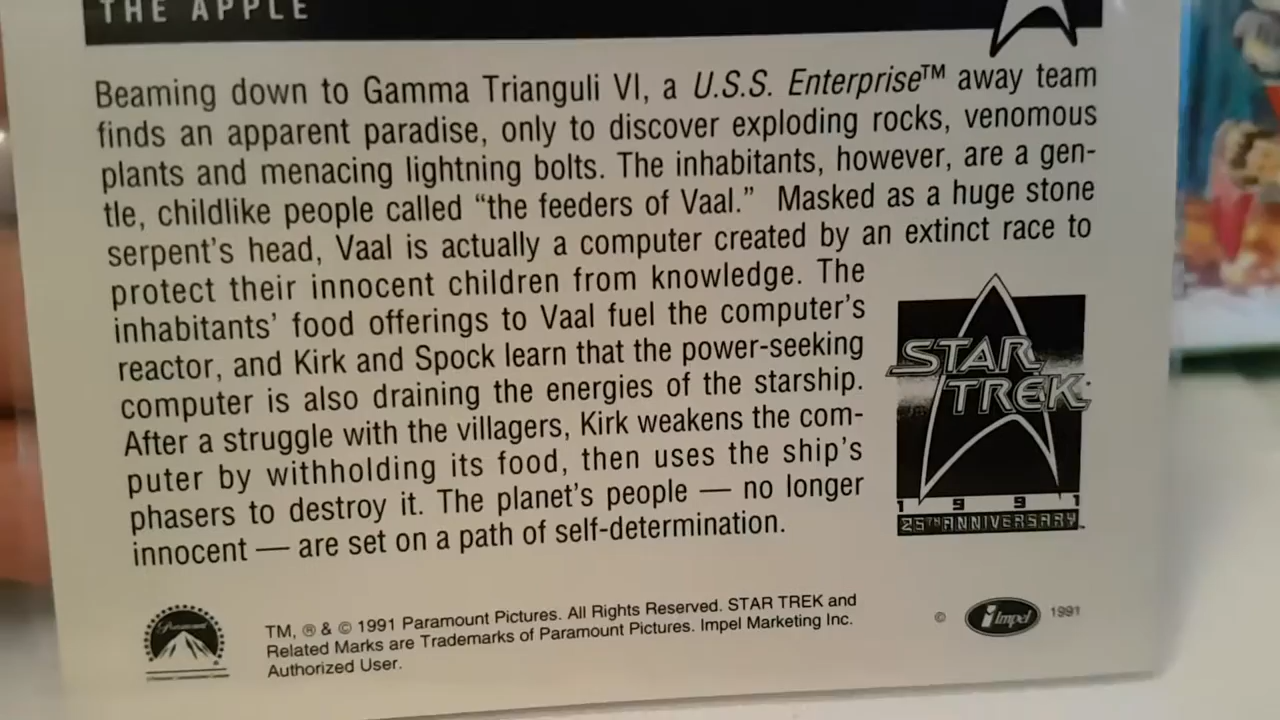 THE APPLE
Beaming down to Gamma Trianguli VI, a U.S.S. Enterprise™ away team
finds an apparent paradise, only to discover exploding rocks, venomous
plants and menacing lightning bolts. The inhabitants, however, are a gen-
tle, childlike people called “the feeders of Vaal.” Masked as a huge stone
serpent’s head, Vaal is actually a computer created by an extinct race to
protect their innocent children from knowledge. The
inhabitants’ food offerings to Vaal fuel the computer’s
reactor, and Kirk and Spock learn that the power-seeking
computer is also draining the energies of the starship.
After a struggle with the villagers, Kirk weakens the com-
puter by withholding its food, then uses the ship’s
phasers to destroy it. The planet’s people — no longer
innocent — are set on a path of self-determination.
STAR
TREK
1991
25TH ANNIVERSARY
Paramount
TM, ® & © 1991 Paramount Pictures. All Rights Reserved. STAR TREK and
Related Marks are Trademarks of Paramount Pictures. Impel Marketing Inc.
Authorized User.
© Impel 1991